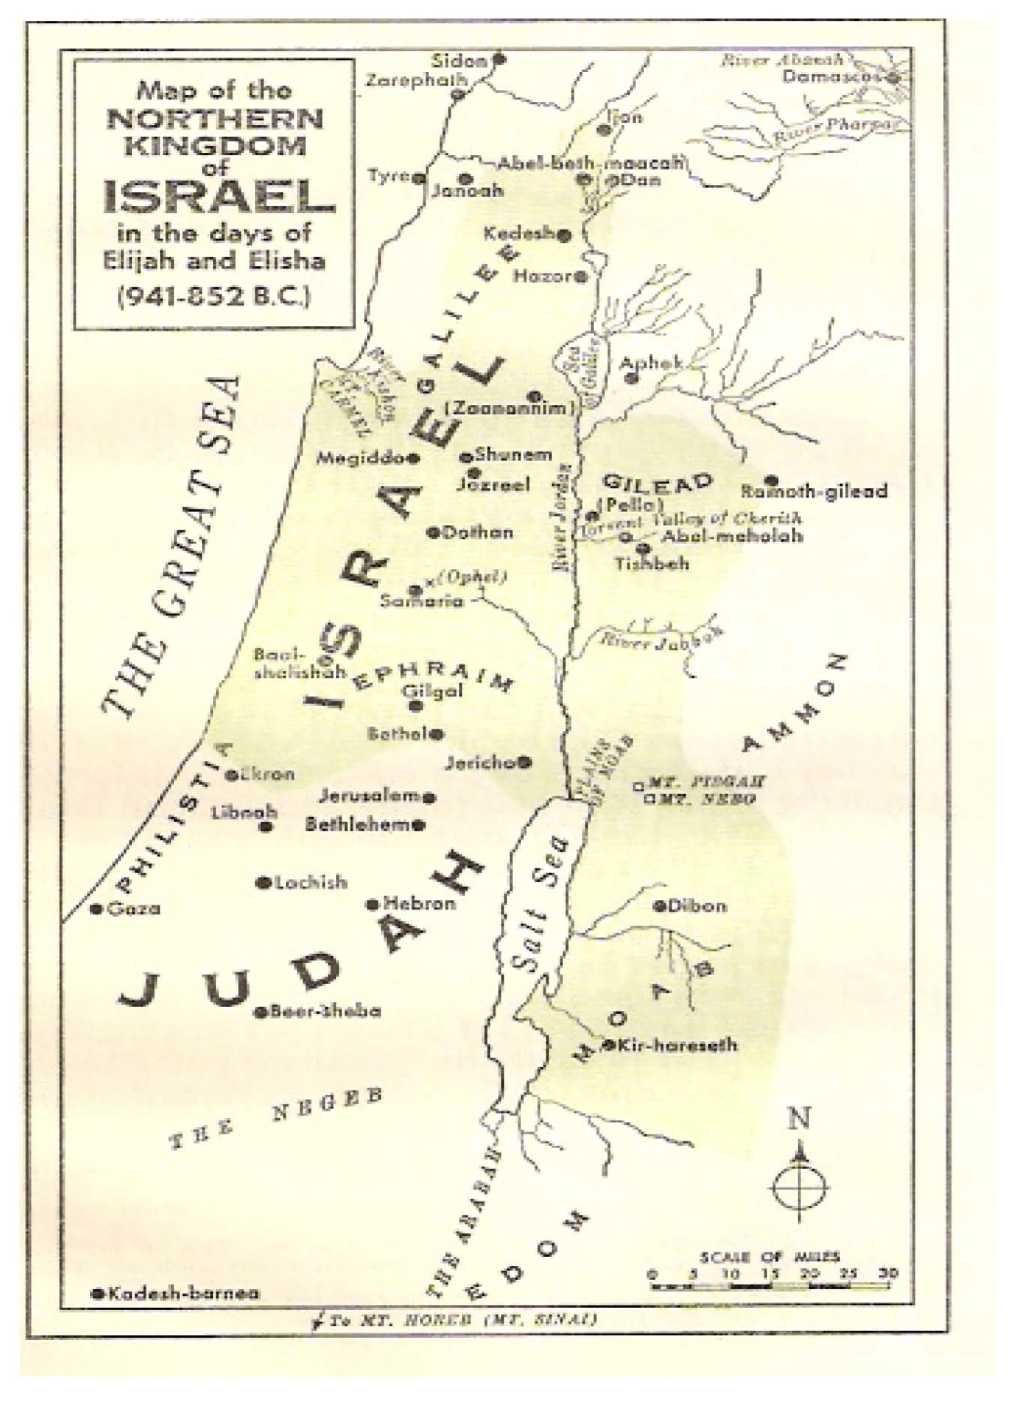 Map of the
NORTHERN
KINGDOM
of
ISRAEL
in the days of
Elijah and Elisha
(941-852 B.C.)
Sidon
Zarephath
River Abanah
Damascus
Ijon
River Pharpar
Abel-beth-maacah
Tyre
Janoah
Dan
Kedesh
Hazor
GALILEE
Sea
of Galilee
Aphek
River
Kishon
MT.
CARMEL
THE GREAT SEA
ISRAEL
(Zaanannim)
Megiddo
Shunem
Jezreel
GILEAD
Ramoth-gilead
(Pella)
Torrent Valley of Cherith
River Jordan
Dothan
Abel-meholah
Tishbeh
(Ophel)
Samaria
River Jabbok
Baal-
shalishah
EPHRAIM
Gilgal
AMMON
Bethel
Jericho
PLAINS
OF MOAB
PHILISTIA
Ekron
MT. PISGAH
MT. NEBO
Jerusalem
Libnah
Bethlehem
Salt Sea
Lachish
Gaza
Hebron
Dibon
JUDAH
MOAB
Beer-sheba
Kir-hareseth
THE NEGEB
N
THE ARABAH
EDOM
SCALE OF MILES
0 5 10 15 20 25 30
Kadesh-barnea
To MT. HOREB (MT. SINAI)